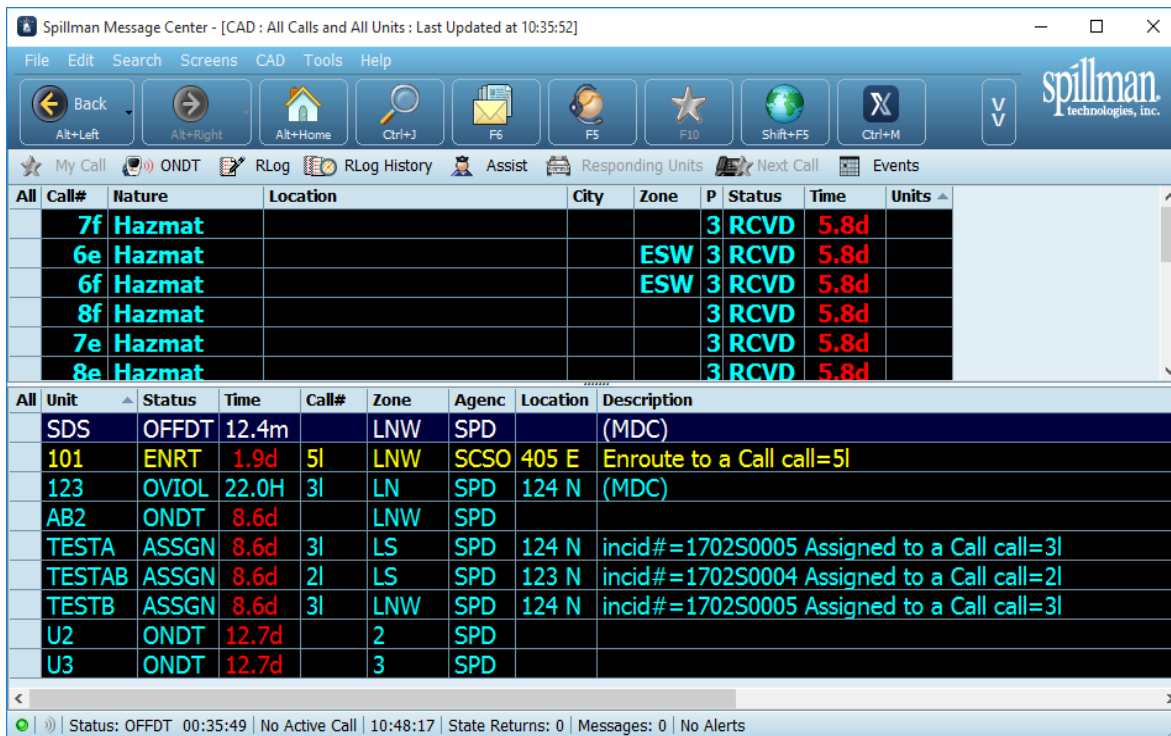 Spillman Message Center - [CAD : All Calls and All Units : Last Updated at 10:35:52]
File Edit Search Screens CAD Tools Help
Back
Alt+Left Alt+Right Alt+Home Ctrl+J F6 F5 F10 Shift+F5 Ctrl+M
spillman
technologies, inc.
My Call ONDT RLog RLog History Assist Responding Units Next Call Events
All Call# Nature Location City Zone P Status Time Units
7f Hazmat 3 RCVD 5.8d
6e Hazmat ESW 3 RCVD 5.8d
6f Hazmat ESW 3 RCVD 5.8d
8f Hazmat 3 RCVD 5.8d
7e Hazmat 3 RCVD 5.8d
8e Hazmat 3 RCVD 5.8d
All Unit Status Time Call# Zone Agenc Location Description
SDS OFFDT 12.4m LNW SPD (MDC)
101 ENRT 1.9d 5l LNW SCSO 405 E Enroute to a Call call=5l
123 OVIOL 22.0H 3l LN SPD 124 N (MDC)
AB2 ONDT 8.6d LNW SPD
TESTA ASSGN 8.6d 3l LS SPD 124 N incid#=1702S0005 Assigned to a Call call=3l
TESTAB ASSGN 8.6d 2l LS SPD 123 N incid#=1702S0004 Assigned to a Call call=2l
TESTB ASSGN 8.6d 3l LNW SPD 124 N incid#=1702S0005 Assigned to a Call call=3l
U2 ONDT 12.7d 2 SPD
U3 ONDT 12.7d 3 SPD
Status: OFFDT 00:35:49 No Active Call 10:48:17 State Returns: 0 Messages: 0 No Alerts